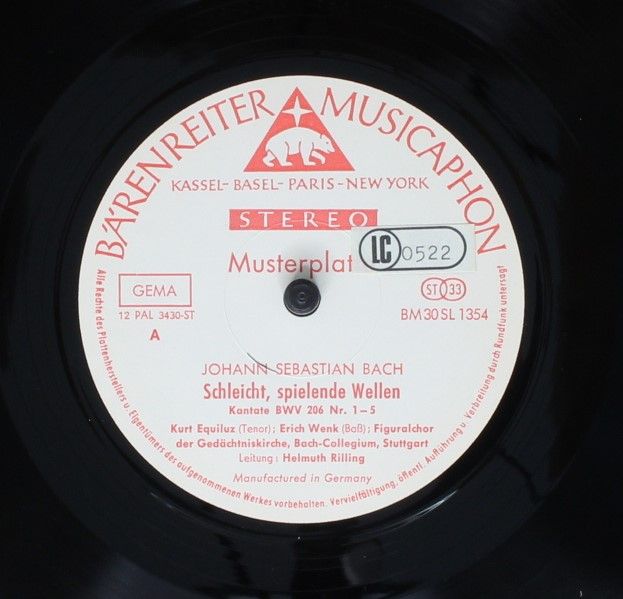 BÄRENREITER MUSICAPHON
KASSEL- BASEL- PARIS - NEW YORK
STEREO
Musterplat
LC 0522
GEMA
ST 33
12 PAL 3430-ST
BM 30 SL 1354
A
JOHANN SEBASTIAN BACH
Schleicht, spielende Wellen
Kantate BWV 206 Nr. 1-5
Kurt Equiluz (Tenor); Erich Wenk (Baß); Figuralchor
der Gedächtniskirche, Bach-Collegium, Stuttgart
Leitung: Helmuth Rilling
Manufactured in Germany
Alle Rechte des Plattenherstellers u. Eigentümers des aufgenommenen Werkes vorbehalten. Vervielfältigung, öffentl. Aufführung u. Verbreitung durch Rundfunk untersagt